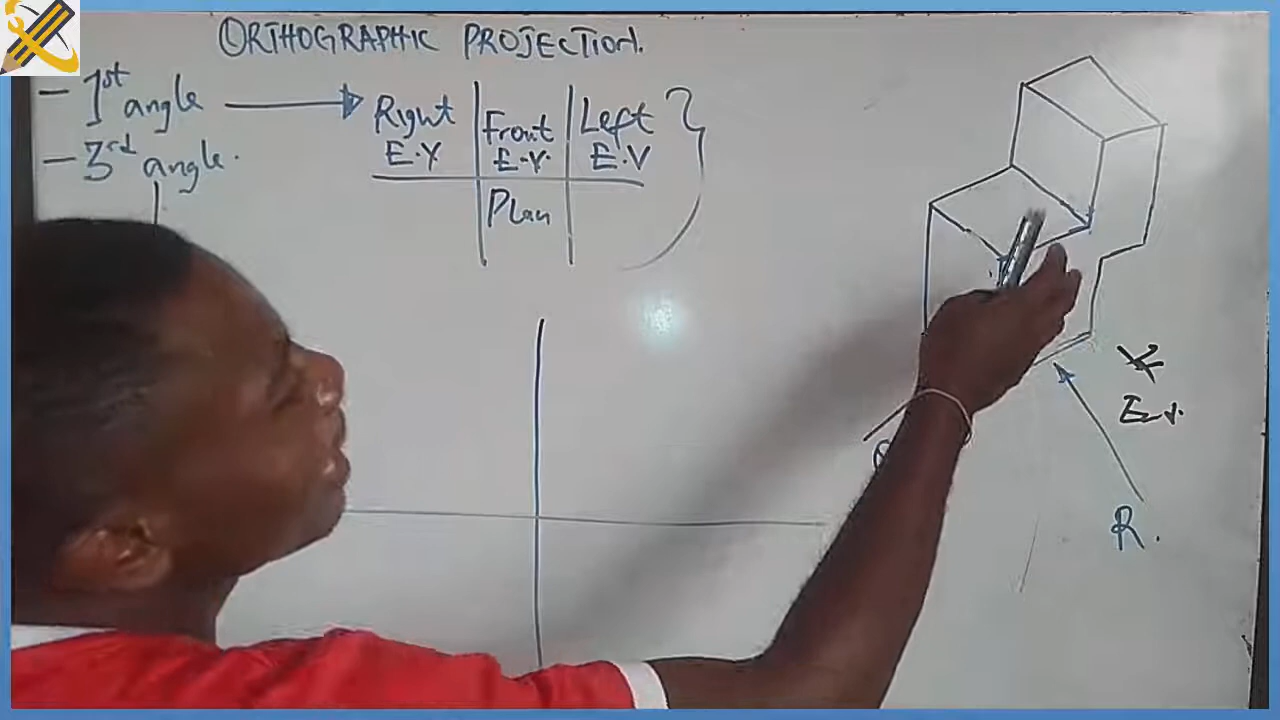 ORTHOGRAPHIC PROJECTION.
- 1st angle
- 3rd angle.
Right E.V
Front E.V.
Left E.V
Plan
E.v.
R.